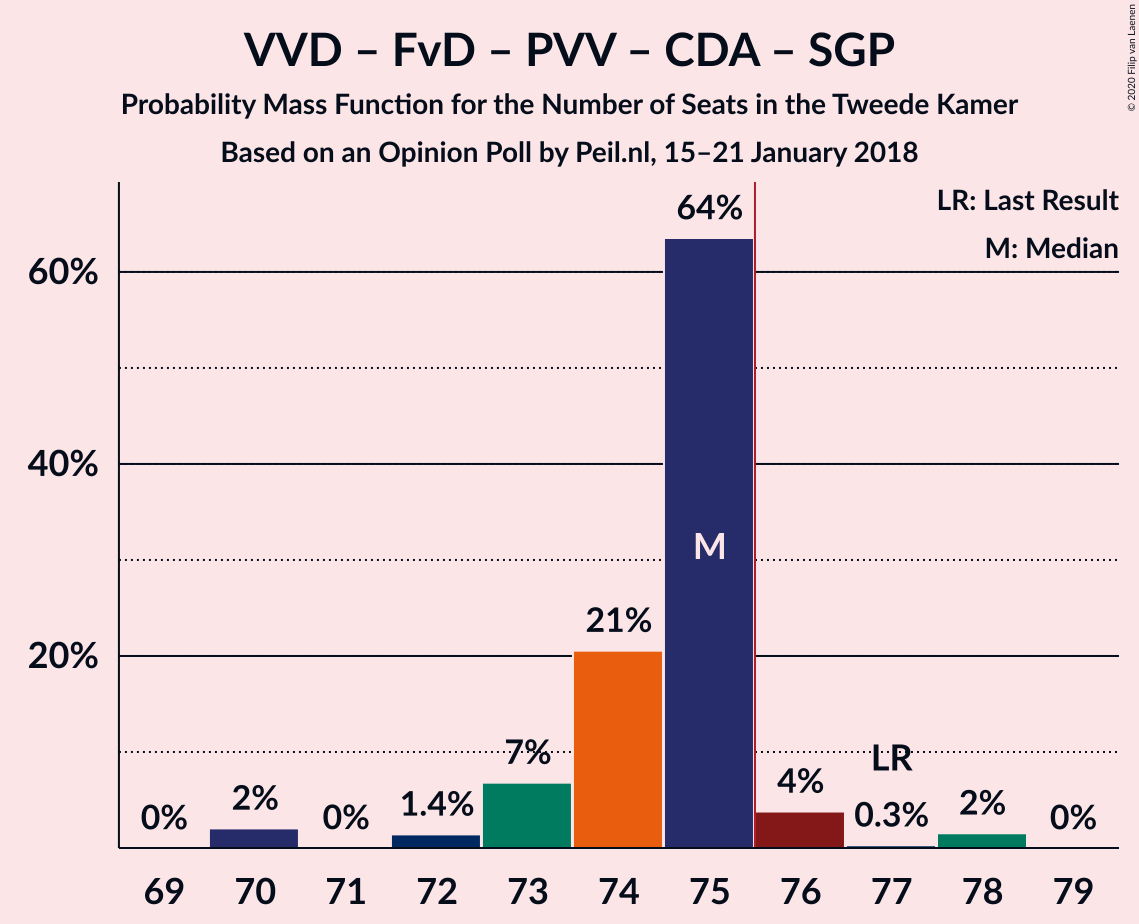 VVD – FvD – PVV – CDA – SGP
Probability Mass Function for the Number of Seats in the Tweede Kamer
Based on an Opinion Poll by Peil.nl, 15–21 January 2018
© 2020 Filip van Laenen
LR: Last Result
M: Median
64%
60%
40%
M
21%
20%
7%
LR
4%
2%
1.4%
2%
0%
0%
0.3%
0%
69 70 71 72 73 74 75 76 77 78 79